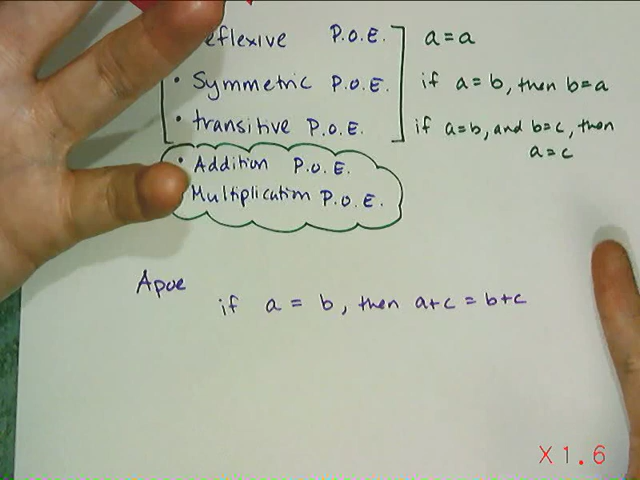 eflexive P.O.E. a = a
• Symmetric P.O.E. if a = b, then b = a
• transitive P.O.E. if a = b, and b = c, then
a = c
• Addition P.O.E.
Multiplication P.O.E.
Apoe
if a = b, then a+c = b+c
X1.6